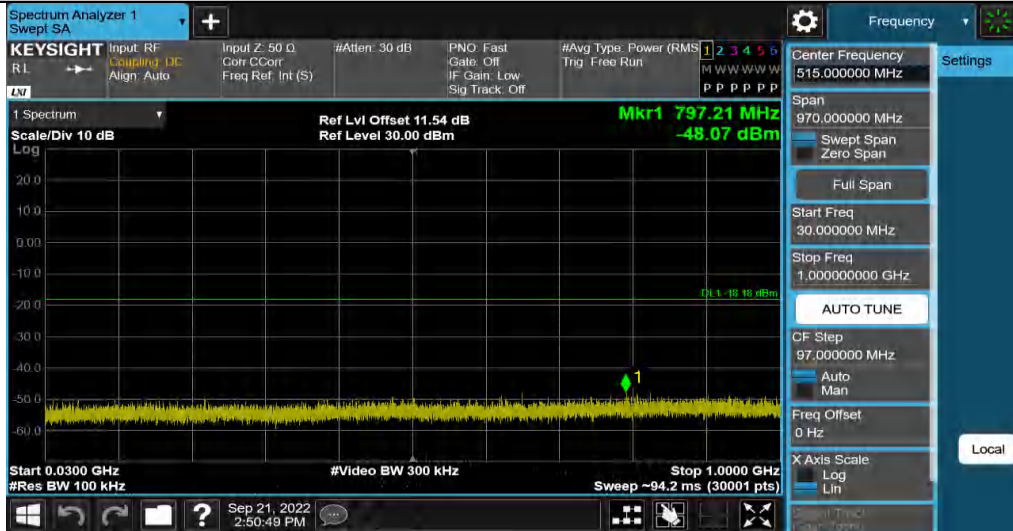 Spectrum Analyzer 1
Swept SA
Frequency
KEYSIGHT
RL
LXI
Input: RF
Coupling: DC
Align: Auto
Input Z: 50 Ω
Corr CCorr
Freq Ref: Int (S)
#Atten: 30 dB
PNO: Fast
Gate: Off
IF Gain: Low
Sig Track: Off
#Avg Type: Power (RMS
Trig: Free Run
1 2 3 4 5 6
M W W W W W
P P P P P P
1 Spectrum
Scale/Div 10 dB
Log
Ref Lvl Offset 11.54 dB
Ref Level 30.00 dBm
Mkr1 797.21 MHz
-48.07 dBm
20.0
10.0
0.00
-10.0
-20.0
-30.0
-40.0
-50.0
-60.0
DL1 -18.18 dBm
1
Start 0.0300 GHz
#Res BW 100 kHz
#Video BW 300 kHz
Stop 1.0000 GHz
Sweep ~94.2 ms (30001 pts)
Center Frequency
515.000000 MHz
Settings
Span
970.000000 MHz
Swept Span
Zero Span
Full Span
Start Freq
30.000000 MHz
Stop Freq
1.000000000 GHz
AUTO TUNE
CF Step
97.000000 MHz
Auto
Man
Freq Offset
0 Hz
X Axis Scale
Log
Lin
Local
?
Sep 21, 2022
2:50:49 PM